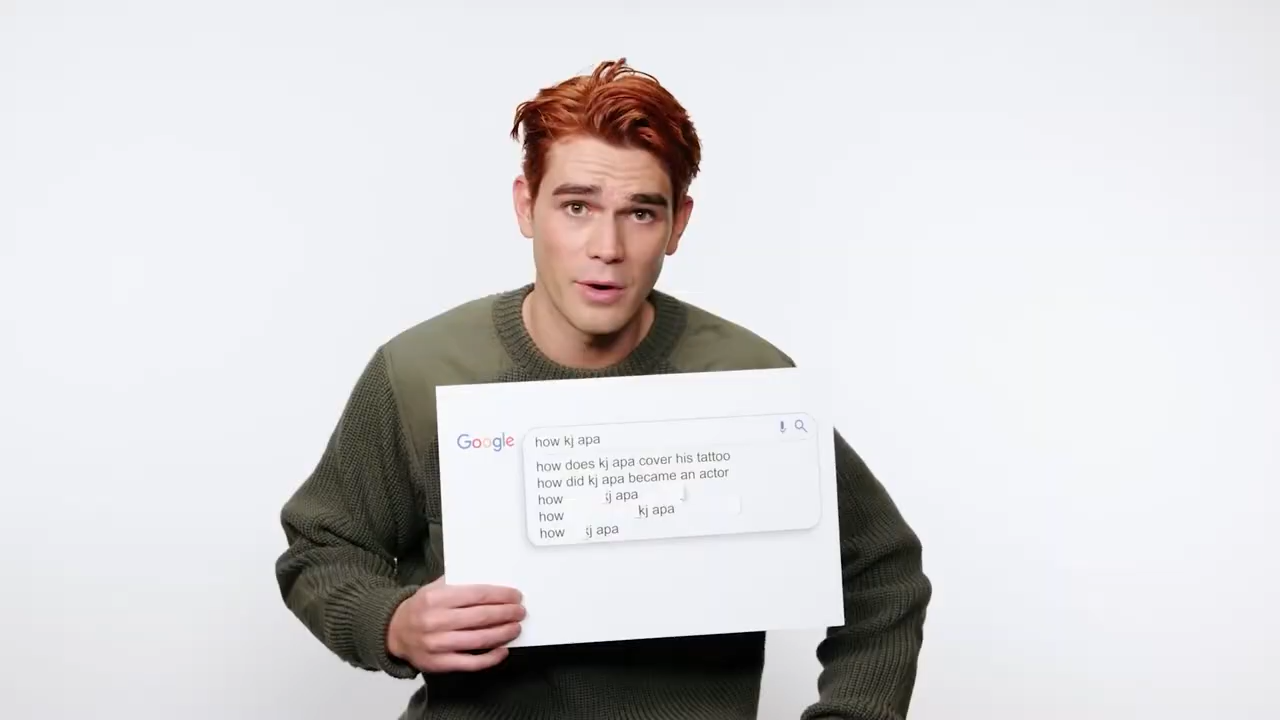 Google
how kj apa
how does kj apa cover his tattoo
how did kj apa became an actor
how kj apa
how kj apa
how kj apa